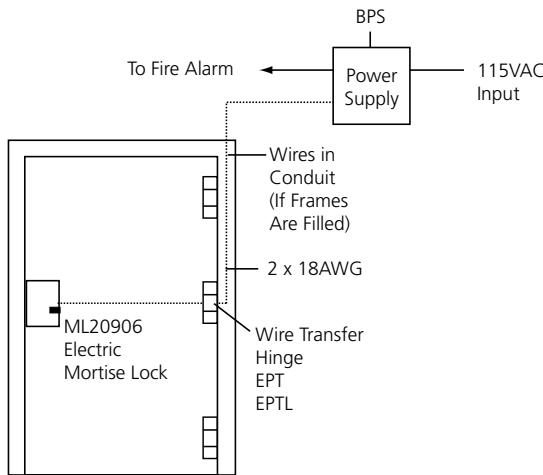 BPS
To Fire Alarm
Power
Supply
115VAC
Input
Wires in
Conduit
(If Frames
Are Filled)
2 x 18AWG
ML20906
Electric
Mortise Lock
Wire Transfer
Hinge
EPT
EPTL